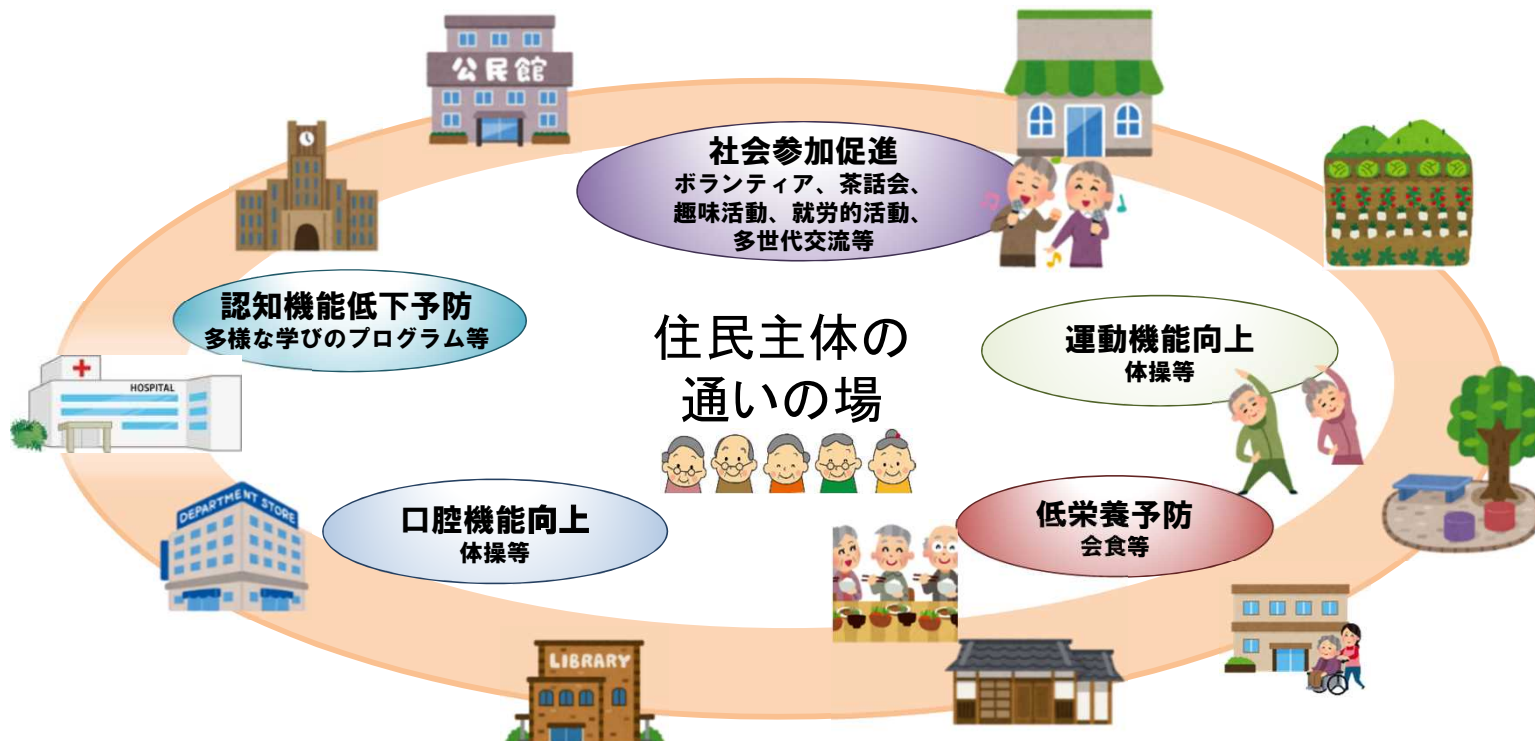 公民館
社会参加促進
ボランティア、茶話会、
趣味活動、就労的活動、
多世代交流等
認知機能低下予防
多様な学びのプログラム等
住民主体の
通いの場
運動機能向上
体操等
HOSPITAL
DEPARTMENT STORE
口腔機能向上
体操等
低栄養予防
会食等
LIBRARY